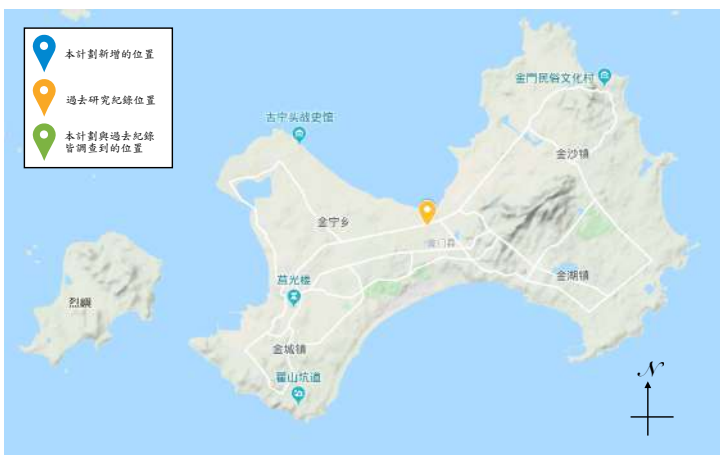 本計劃新增的位置
過去研究紀錄位置
本計劃與過去紀錄
皆調查到的位置
金門民俗文化村
古宁头战史馆
金沙镇
金宁乡
金门县
莒光楼
金湖镇
烈嶼
金城镇
翟山坑道
N